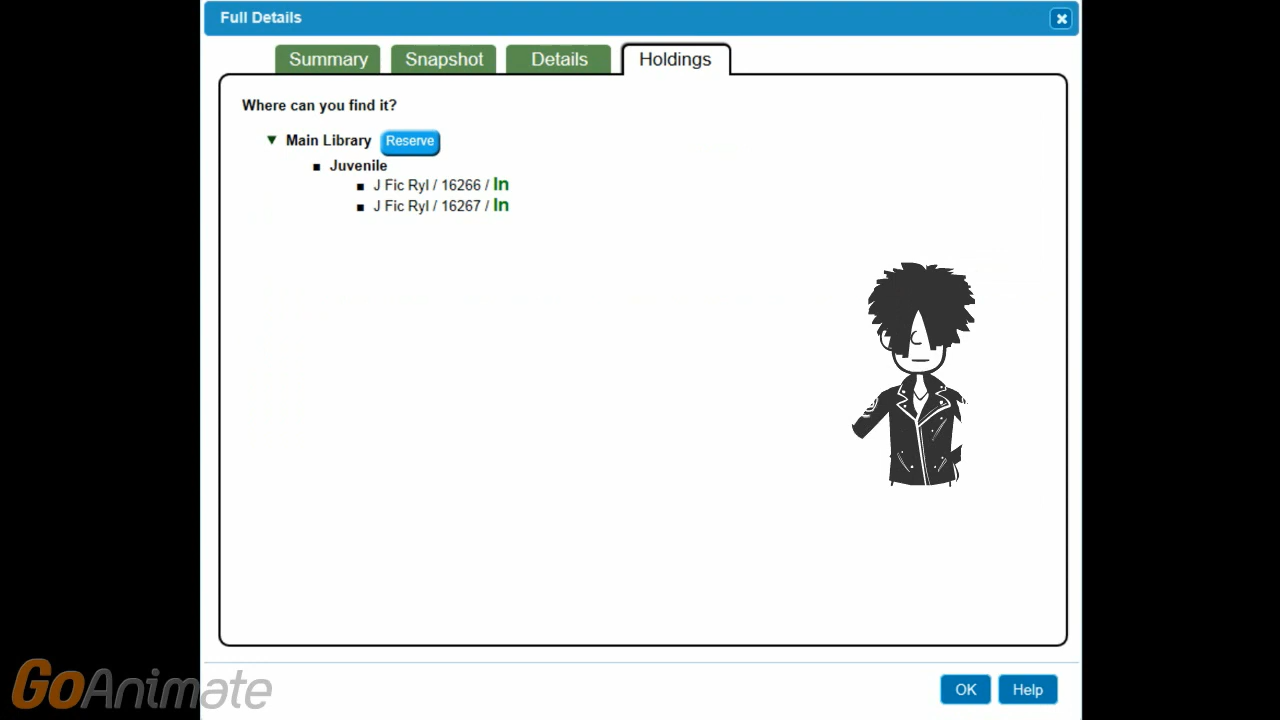 Full Details
Summary Snapshot Details Holdings
Where can you find it?
Main Library Reserve
Juvenile
J Fic Ryl / 16266 / In
J Fic Ryl / 16267 / In
GoAnimate
OK Help